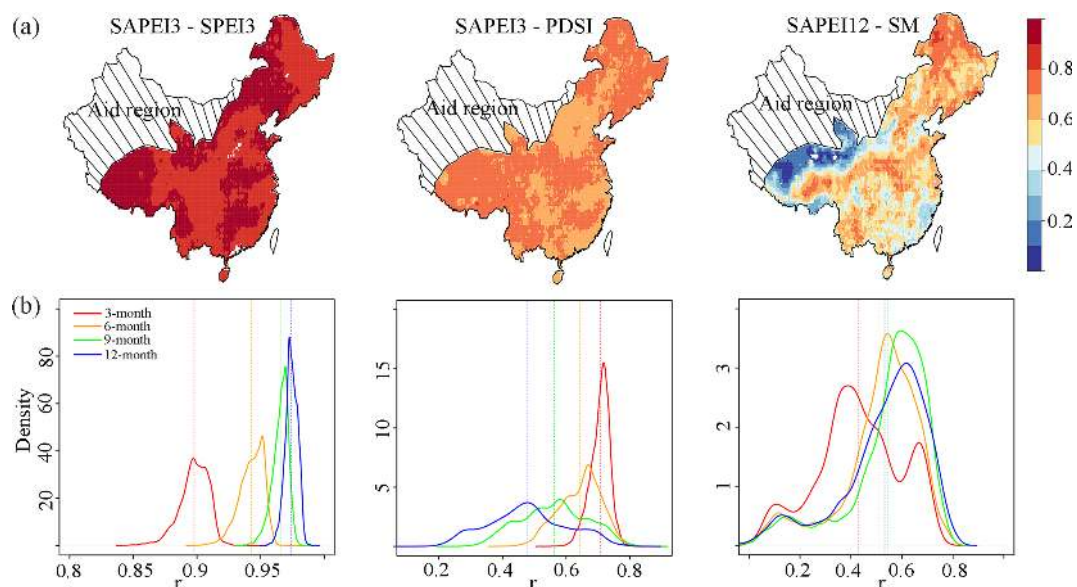 (a)
SAPEI3 - SPEI3
SAPEI3 - PDSI
SAPEI12 - SM
Aid region
Aid region
Aid region
0.8
0.6
0.4
0.2
(b)
3-month
6-month
9-month
12-month
Density
20
40
60
80
5
10
15
1
2
3
0.8
0.85
0.9
0.95
1
0.2
0.4
0.6
0.8
0.2
0.4
0.6
0.8
r
r
r